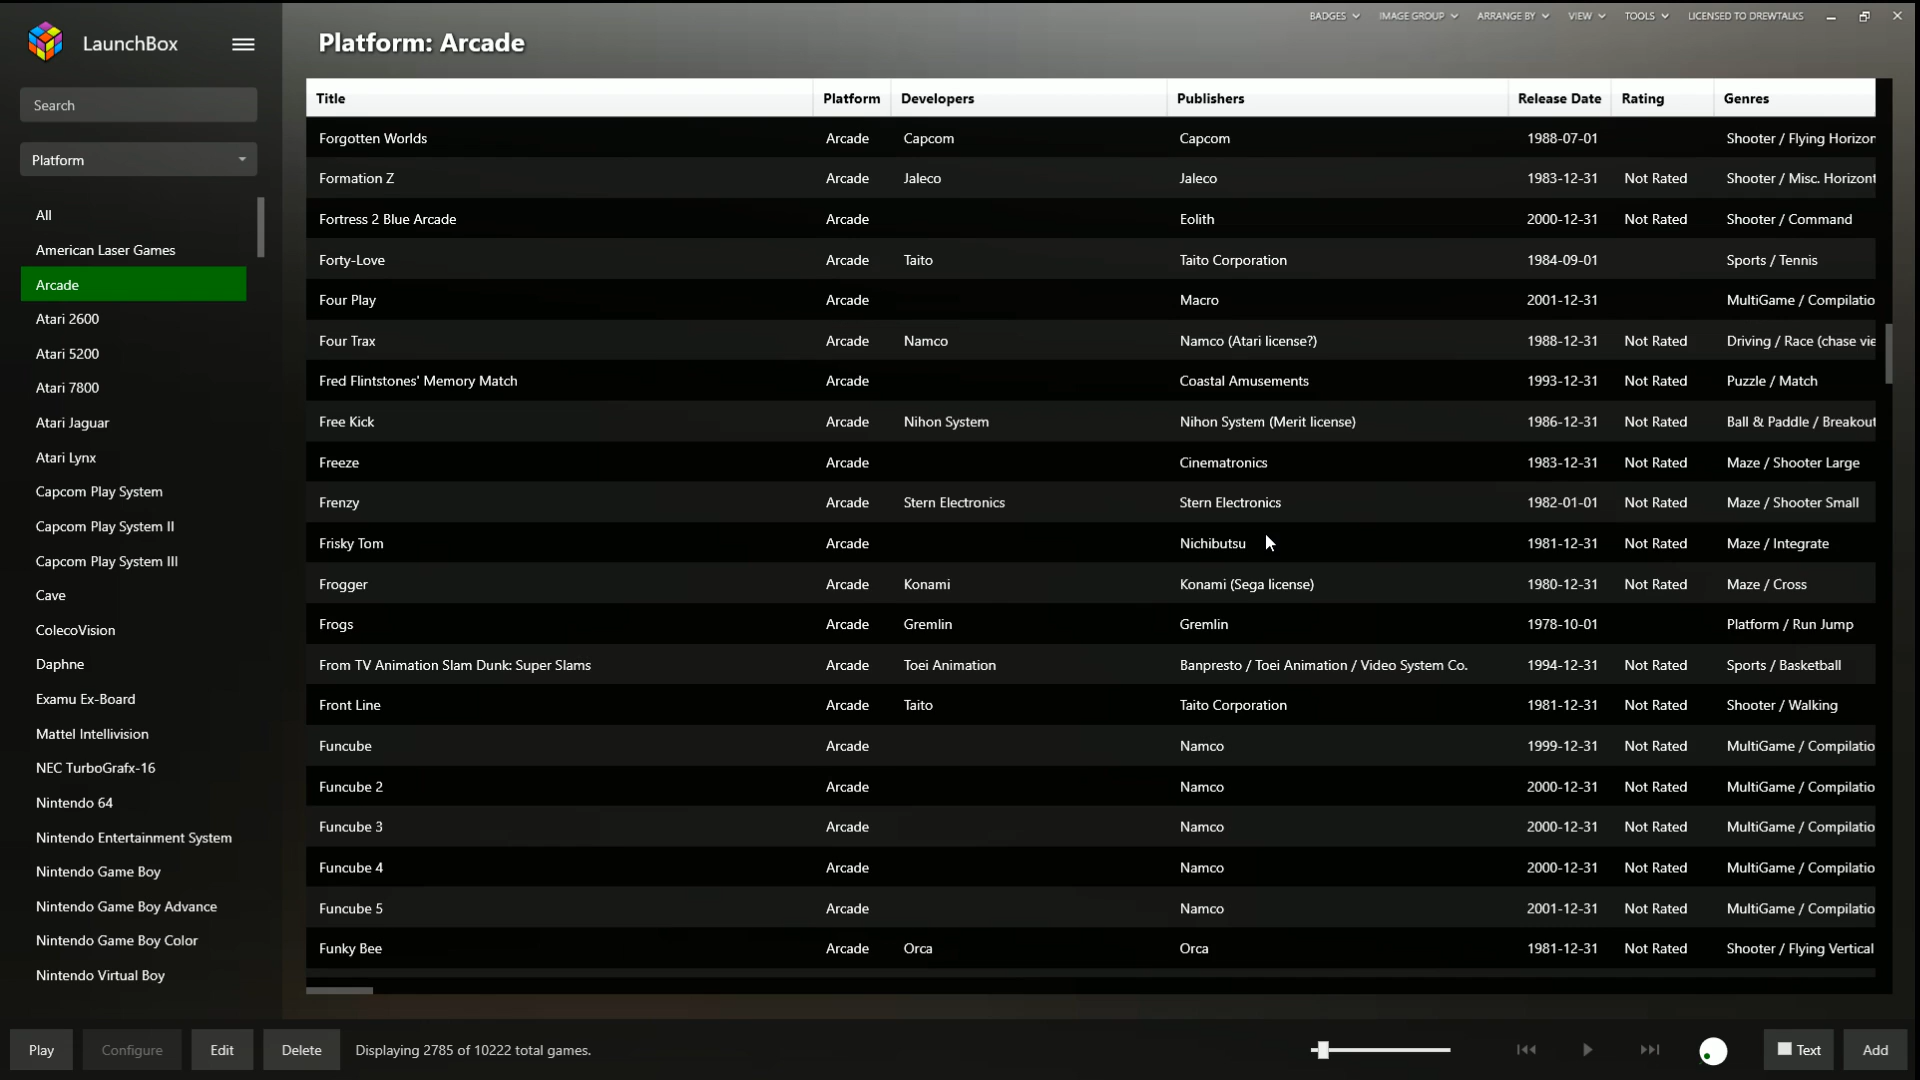 BADGES IMAGE GROUP ARRANGE BY VIEW TOOLS LICENSED TO DREWTALKS
LaunchBox
Platform: Arcade
Search
Platform
All
American Laser Games
Arcade
Atari 2600
Atari 5200
Atari 7800
Atari Jaguar
Atari Lynx
Capcom Play System
Capcom Play System II
Capcom Play System III
Cave
ColecoVision
Daphne
Examu Ex-Board
Mattel Intellivision
NEC TurboGrafx-16
Nintendo 64
Nintendo Entertainment System
Nintendo Game Boy
Nintendo Game Boy Advance
Nintendo Game Boy Color
Nintendo Virtual Boy
Title Platform Developers Publishers Release Date Rating Genres
Forgotten Worlds Arcade Capcom Capcom 1988-07-01 Shooter / Flying Horizon
Formation Z Arcade Jaleco Jaleco 1983-12-31 Not Rated Shooter / Misc. Horizont
Fortress 2 Blue Arcade Arcade Eolith 2000-12-31 Not Rated Shooter / Command
Forty-Love Arcade Taito Taito Corporation 1984-09-01 Sports / Tennis
Four Play Arcade Macro 2001-12-31 MultiGame / Compilatio
Four Trax Arcade Namco Namco (Atari license?) 1988-12-31 Not Rated Driving / Race (chase vie
Fred Flintstones' Memory Match Arcade Coastal Amusements 1993-12-31 Not Rated Puzzle / Match
Free Kick Arcade Nihon System Nihon System (Merit license) 1986-12-31 Not Rated Ball & Paddle / Breakout
Freeze Arcade Cinematronics 1983-12-31 Not Rated Maze / Shooter Large
Frenzy Arcade Stern Electronics Stern Electronics 1982-01-01 Not Rated Maze / Shooter Small
Frisky Tom Arcade Nichibutsu 1981-12-31 Not Rated Maze / Integrate
Frogger Arcade Konami Konami (Sega license) 1980-12-31 Not Rated Maze / Cross
Frogs Arcade Gremlin Gremlin 1978-10-01 Platform / Run Jump
From TV Animation Slam Dunk: Super Slams Arcade Toei Animation Banpresto / Toei Animation / Video System Co. 1994-12-31 Not Rated Sports / Basketball
Front Line Arcade Taito Taito Corporation 1981-12-31 Not Rated Shooter / Walking
Funcube Arcade Namco 1999-12-31 Not Rated MultiGame / Compilatio
Funcube 2 Arcade Namco 2000-12-31 Not Rated MultiGame / Compilatio
Funcube 3 Arcade Namco 2000-12-31 Not Rated MultiGame / Compilatio
Funcube 4 Arcade Namco 2000-12-31 Not Rated MultiGame / Compilatio
Funcube 5 Arcade Namco 2001-12-31 Not Rated MultiGame / Compilatio
Funky Bee Arcade Orca Orca 1981-12-31 Not Rated Shooter / Flying Vertical
Play Configure Edit Delete Displaying 2785 of 10222 total games. Text Add